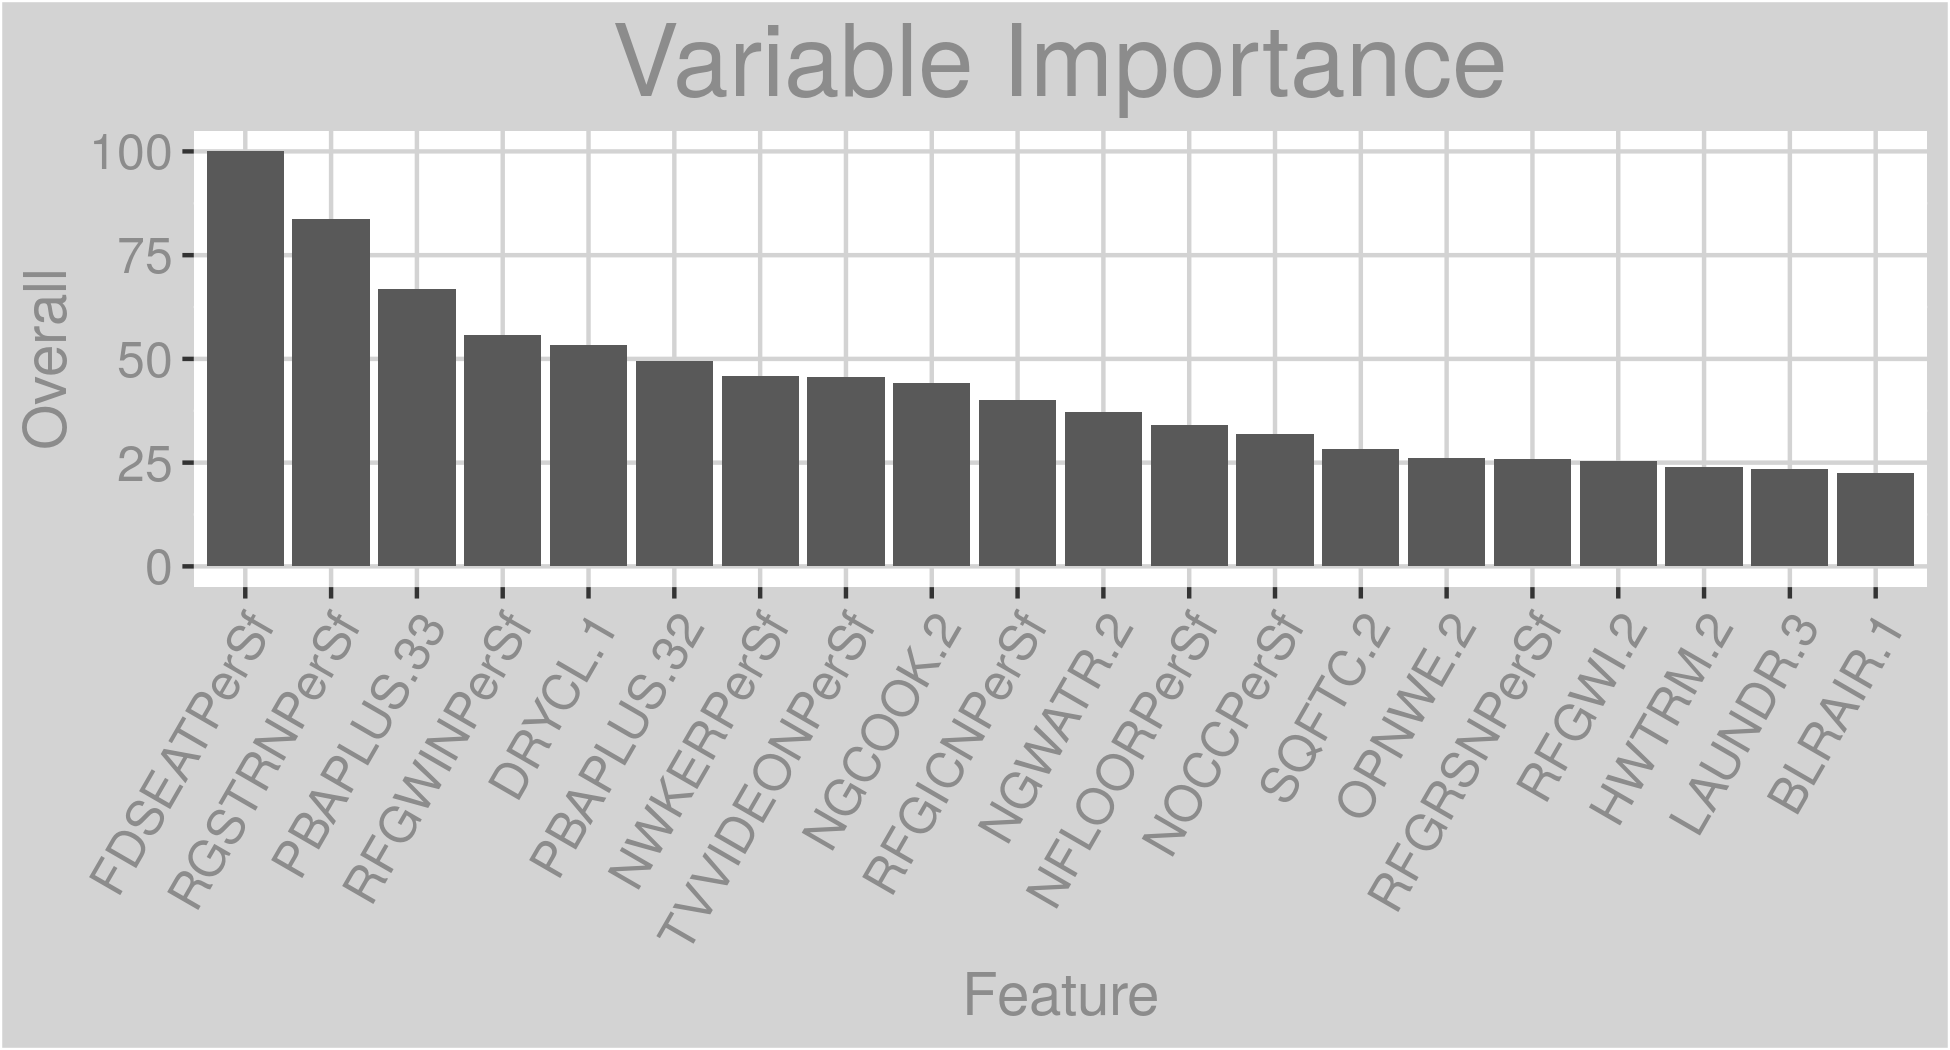 Variable Importance
Overall
100
75
50
25
0
FDSEATPerSf
RGSTRNPerSf
PBAPLUS.33
RFGWINPerSf
DRYCL.1
PBAPLUS.32
NWKERPerSf
TVVIDEONPerSf
NGCOOK.2
RFGICNPerSf
NGWATR.2
NFLOORPerSf
NOCCPerSf
SQFTC.2
OPNWE.2
RFGRSNPerSf
RFGWI.2
HWTRM.2
LAUNDR.3
BLRAIR.1
Feature